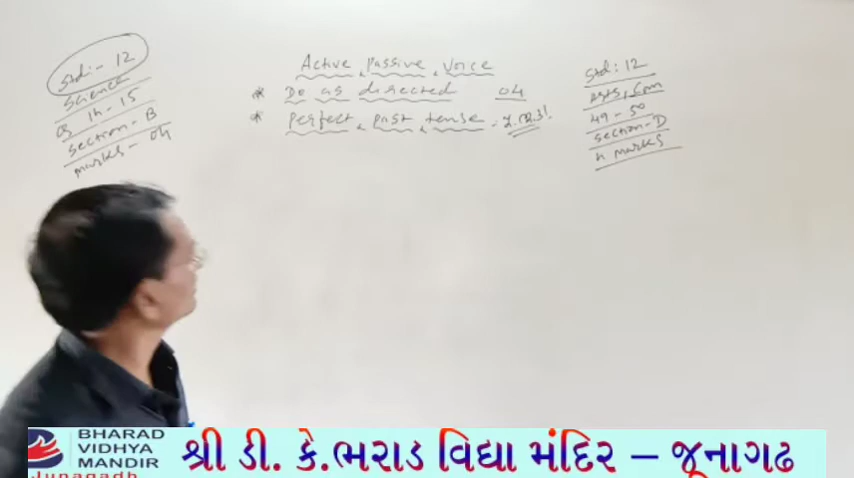 Std:- 12
Science
Q 14-15
section-B
marks - 04
Active Passive Voice
* Do as directed 04
* Perfect past tense -
Std: 12
Arts, Com
49-50
section-D
4 marks
BHARAD
VIDHYA
MANDIR
Junagadh
શ્રી ડી. કે.ભરાડ વિદ્યા મંદિર – જૂનાગઢ